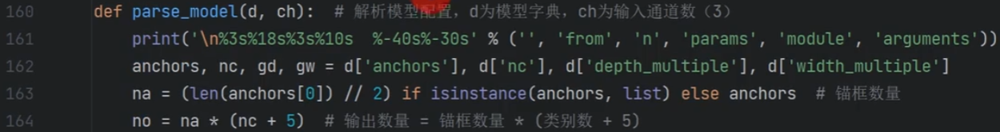 160 def parse_model(d, ch):  # 解析模型配置，d为模型字典，ch为输入通道数（3）
161 print('\n%3s%18s%3s%10s  %-40s%-30s' % ('', 'from', 'n', 'params', 'module', 'arguments'))
162 anchors, nc, gd, gw = d['anchors'], d['nc'], d['depth_multiple'], d['width_multiple']
163 na = (len(anchors[0]) // 2) if isinstance(anchors, list) else anchors  # 锚框数量
164 no = na * (nc + 5)  # 输出数量 = 锚框数量 * (类别数 + 5)